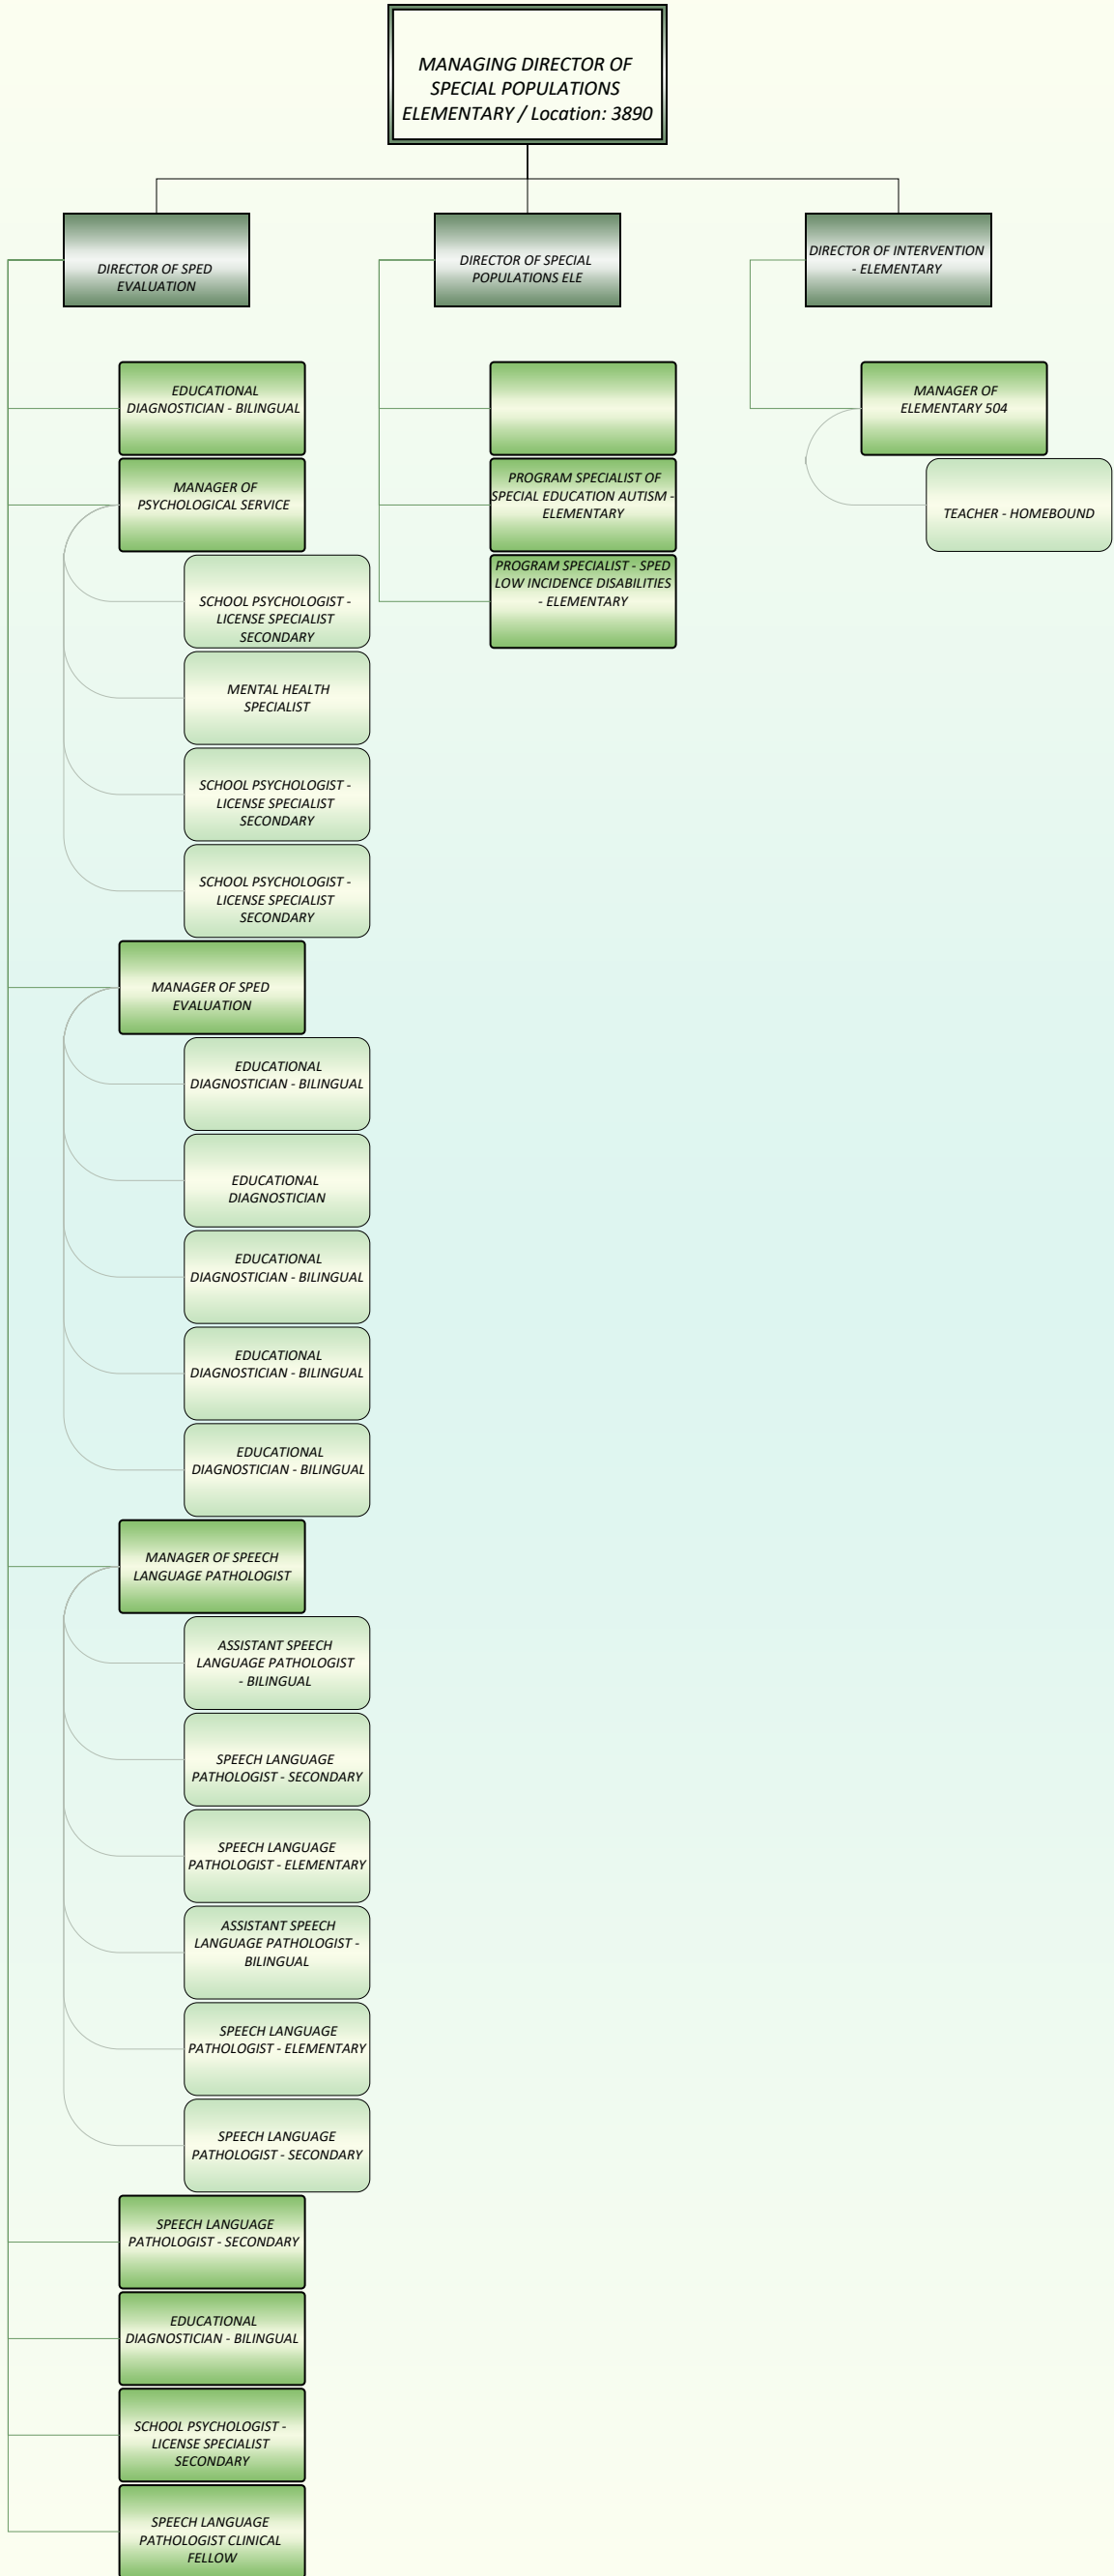 MANAGING DIRECTOR OF
SPECIAL POPULATIONS
ELEMENTARY / Location: 3890
DIRECTOR OF SPED
EVALUATION
DIRECTOR OF SPECIAL
POPULATIONS ELE
DIRECTOR OF INTERVENTION
- ELEMENTARY
EDUCATIONAL
DIAGNOSTICIAN - BILINGUAL
MANAGER OF
PSYCHOLOGICAL SERVICE
SCHOOL PSYCHOLOGIST -
LICENSE SPECIALIST
SECONDARY
MENTAL HEALTH
SPECIALIST
SCHOOL PSYCHOLOGIST -
LICENSE SPECIALIST
SECONDARY
SCHOOL PSYCHOLOGIST -
LICENSE SPECIALIST
SECONDARY
MANAGER OF SPED
EVALUATION
EDUCATIONAL
DIAGNOSTICIAN - BILINGUAL
EDUCATIONAL
DIAGNOSTICIAN
EDUCATIONAL
DIAGNOSTICIAN - BILINGUAL
EDUCATIONAL
DIAGNOSTICIAN - BILINGUAL
EDUCATIONAL
DIAGNOSTICIAN - BILINGUAL
MANAGER OF SPEECH
LANGUAGE PATHOLOGIST
ASSISTANT SPEECH
LANGUAGE PATHOLOGIST
- BILINGUAL
SPEECH LANGUAGE
PATHOLOGIST - SECONDARY
SPEECH LANGUAGE
PATHOLOGIST - ELEMENTARY
ASSISTANT SPEECH
LANGUAGE PATHOLOGIST -
BILINGUAL
SPEECH LANGUAGE
PATHOLOGIST - ELEMENTARY
SPEECH LANGUAGE
PATHOLOGIST - SECONDARY
SPEECH LANGUAGE
PATHOLOGIST - SECONDARY
EDUCATIONAL
DIAGNOSTICIAN - BILINGUAL
SCHOOL PSYCHOLOGIST -
LICENSE SPECIALIST
SECONDARY
SPEECH LANGUAGE
PATHOLOGIST CLINICAL
FELLOW
PROGRAM SPECIALIST OF
SPECIAL EDUCATION AUTISM -
ELEMENTARY
PROGRAM SPECIALIST - SPED
LOW INCIDENCE DISABILITIES
- ELEMENTARY
MANAGER OF
ELEMENTARY 504
TEACHER - HOMEBOUND